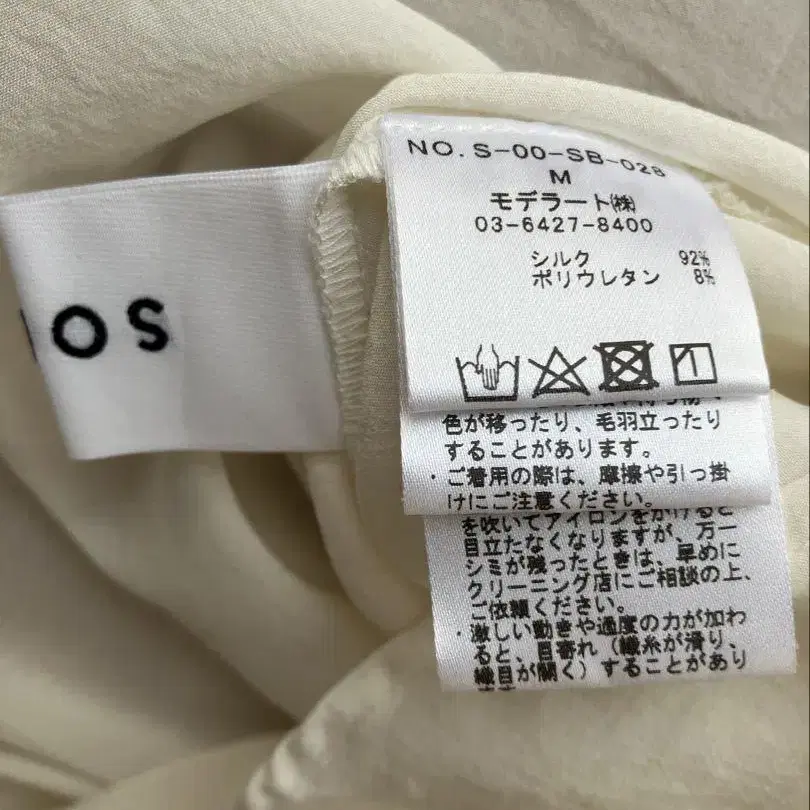 OS
NO. S-00-SB-028
M
モデラート㈱
03-6427-8400
シルク 92%
ポリウレタン 8%
色が移ったり、毛羽立ったり
することがあります。
・ご着用の際は、摩擦や引っ掛
けにご注意ください。
を吹いてアイロンをかけると
目立たなくなりますが、万一
シミが残ったときは、早めに
クリーニング店にご相談の上、
ご依頼ください。
・激しい動きや過度の力が加わ
ると、目寄れ（織糸が滑り、
織目が開く）することがあり